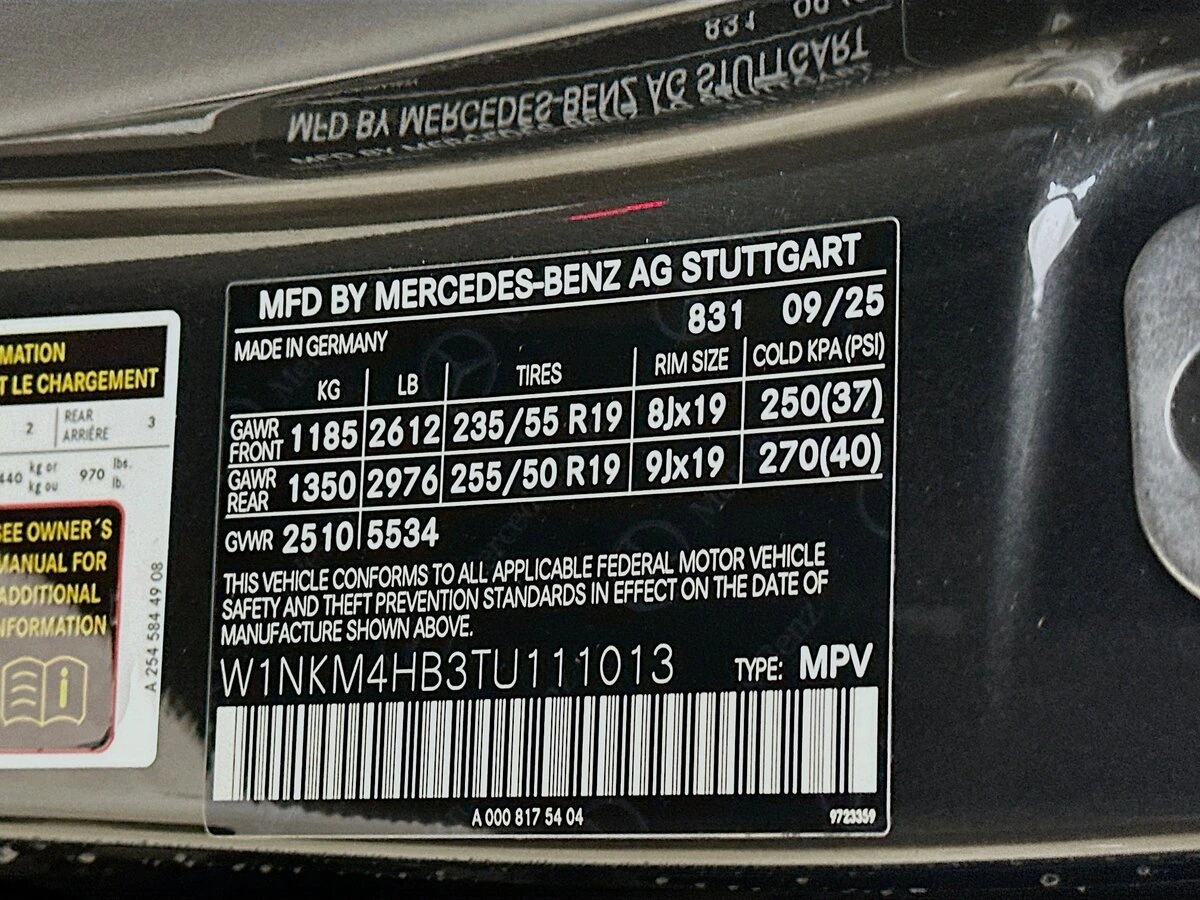 831
MFD BY MERCEDES-BENZ AG STUTTGART
MFD BY MERCEDES-BENZ AG STUTTGART
831 09/25
MADE IN GERMANY
KG LB TIRES RIM SIZE COLD KPA (PSI)
GAWR FRONT 1185 2612 235/55 R19 8Jx19 250(37)
GAWR REAR 1350 2976 255/50 R19 9Jx19 270(40)
GVWR 2510 5534
THIS VEHICLE CONFORMS TO ALL APPLICABLE FEDERAL MOTOR VEHICLE
SAFETY AND THEFT PREVENTION STANDARDS IN EFFECT ON THE DATE OF
MANUFACTURE SHOWN ABOVE.
W1NKM4HB3TU111013 TYPE: MPV
A 000 817 54 04 9723359
MATION
T LE CHARGEMENT
2 REAR ARRIÈRE 3
440 kg or kg ou 970 lbs. lb.
SEE OWNER´S
MANUAL FOR
ADDITIONAL
INFORMATION
A 254 584 49 08